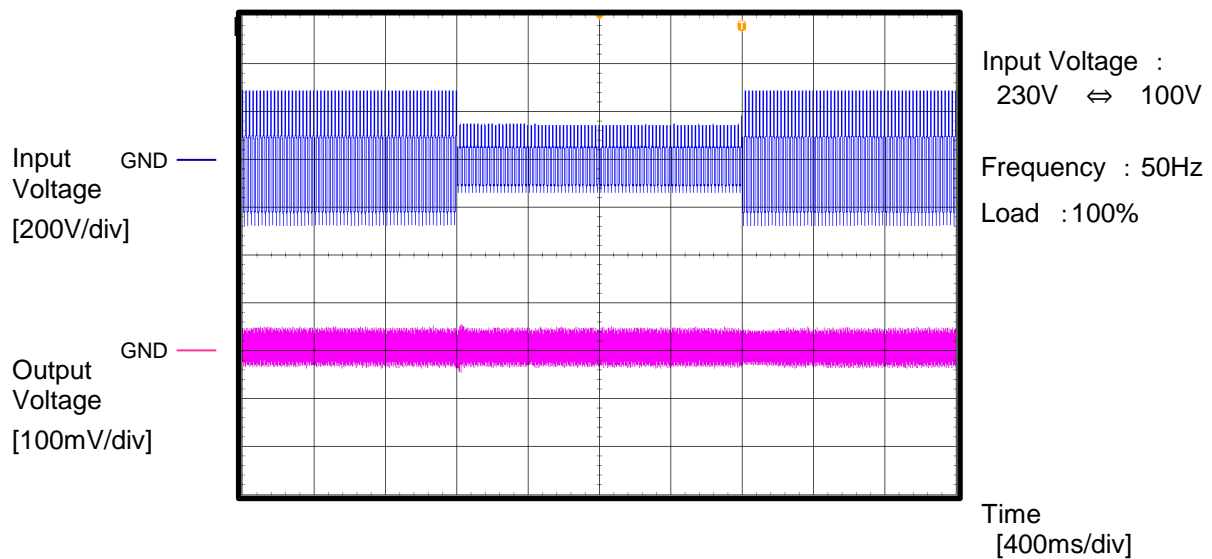 T
Input Voltage :
230V ⇔ 100V
Input
Voltage
[200V/div]
GND
Frequency : 50Hz
Load :100%
GND
Output
Voltage
[100mV/div]
Time
[400ms/div]